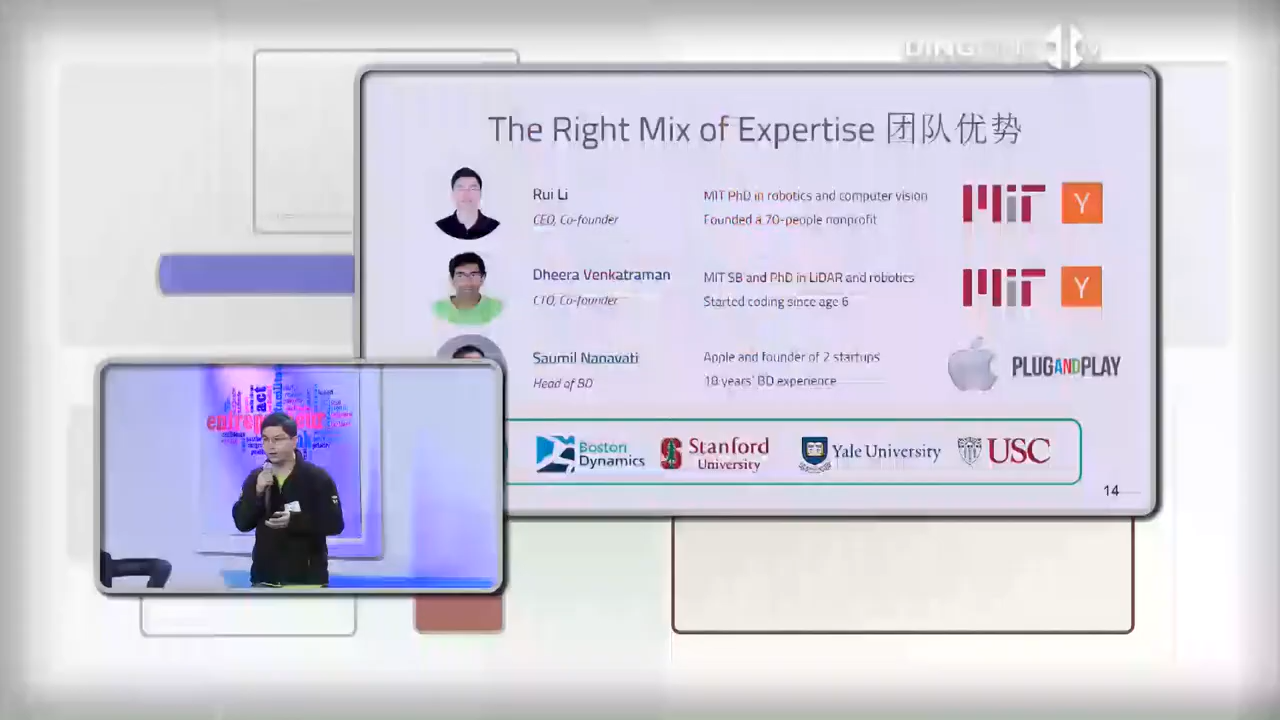 The Right Mix of Expertise 团队优势
Rui Li
CEO, Co-founder
MIT PhD in robotics and computer vision
Founded a 70-people nonprofit
MIT Y
Dheera Venkatraman
CTO, Co-founder
MIT SB and PhD in LiDAR and robotics
Started coding since age 6
MIT Y
Saumil Nanavati
Head of BD
Apple and founder of 2 startups
18 years' BD experience
PLUGANDPLAY
Boston
Dynamics
Stanford
University
Yale University
USC
14
act